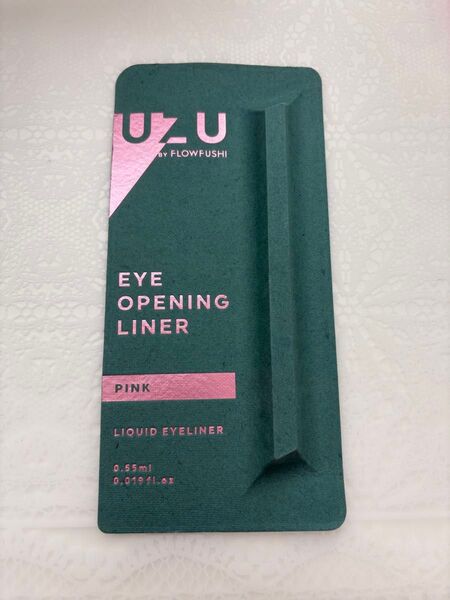 UZU
BY FLOWFUSHI
EYE
OPENING
LINER
PINK
LIQUID EYELINER
0.55ml
0.019fl.oz